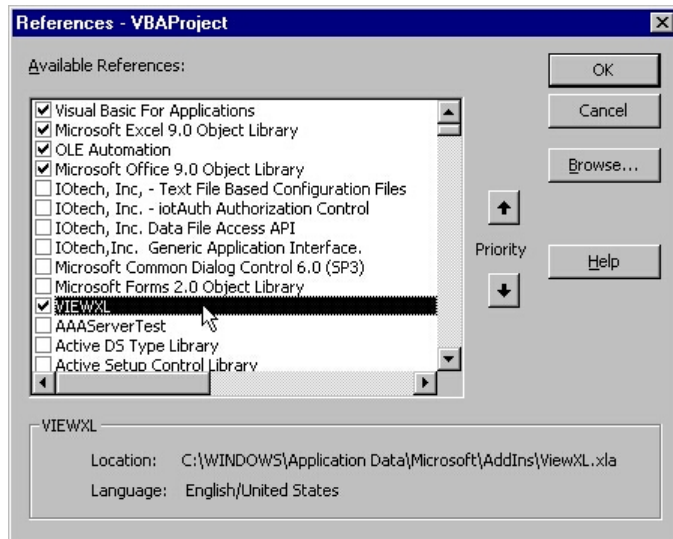 References - VBAProject
Available References:
Visual Basic For Applications
Microsoft Excel 9.0 Object Library
OLE Automation
Microsoft Office 9.0 Object Library
IOtech, Inc, - Text File Based Configuration Files
IOtech, Inc. - iotAuth Authorization Control
IOtech, Inc. Data File Access API
IOtech,Inc.  Generic Application Interface.
Microsoft Common Dialog Control 6.0 (SP3)
Microsoft Forms 2.0 Object Library
VIEWXL
AAAServerTest
Active DS Type Library
Active Setup Control Library
OK
Cancel
Browse...
Priority
Help
VIEWXL
Location: C:\WINDOWS\Application Data\Microsoft\AddIns\ViewXL.xla
Language: English/United States